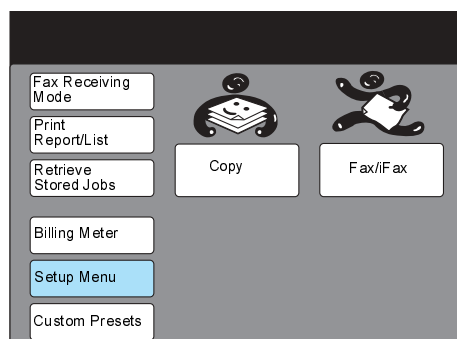 Fax Receiving
Mode
Print
Report/List
Retrieve
Stored Jobs
Billing Meter
Setup Menu
Custom Presets
Copy
Fax/iFax